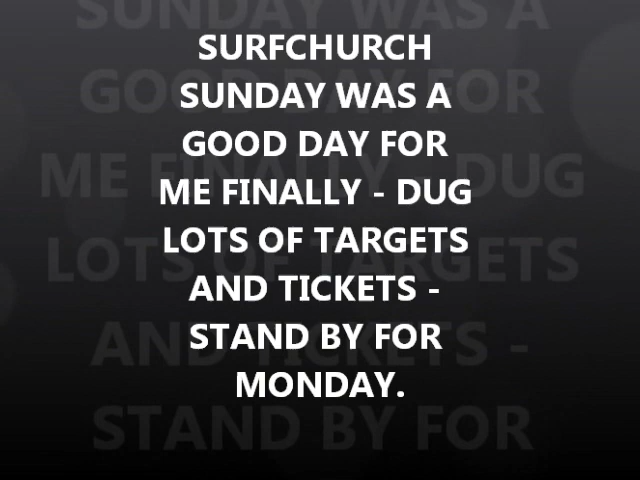 SURFCHURCH
SUNDAY WAS A
GOOD DAY FOR
ME FINALLY - DUG
LOTS OF TARGETS
AND TICKETS -
STAND BY FOR
MONDAY.